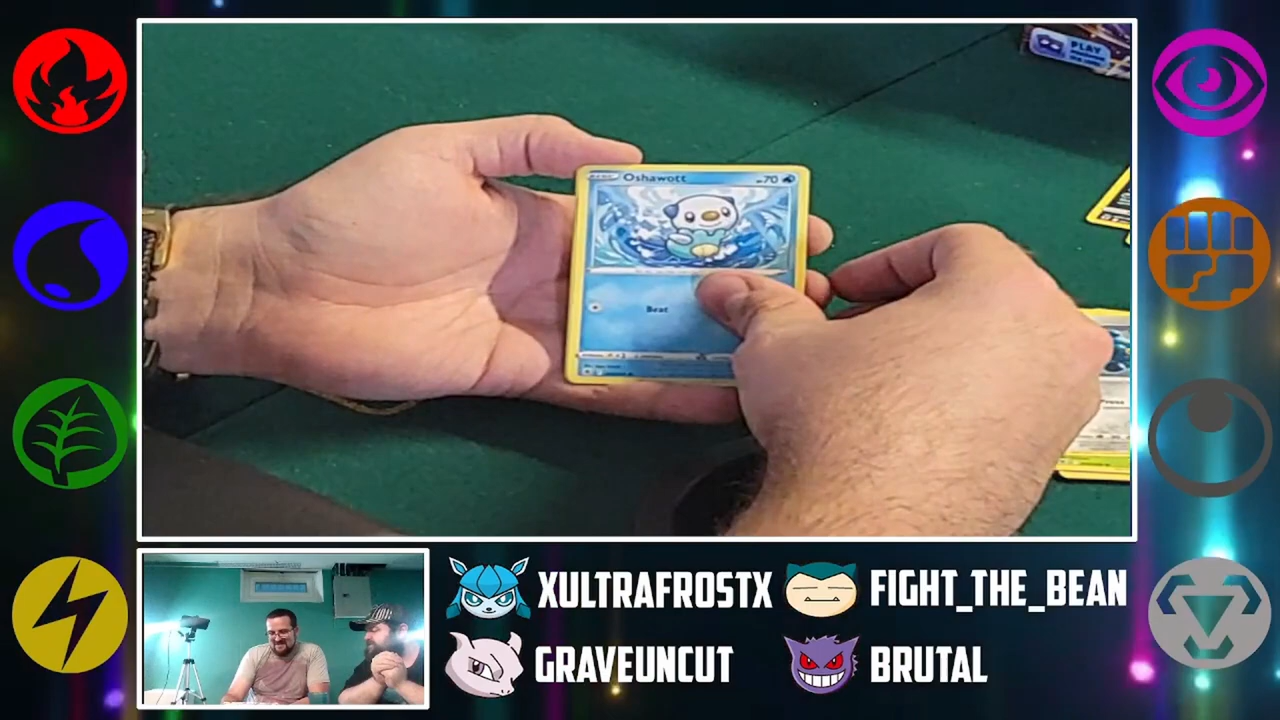 PLAY
Oshawott
70
Beat
XULTRAFROSTX
FIGHT_THE_BEAN
GRAVEUNCUT
BRUTAL